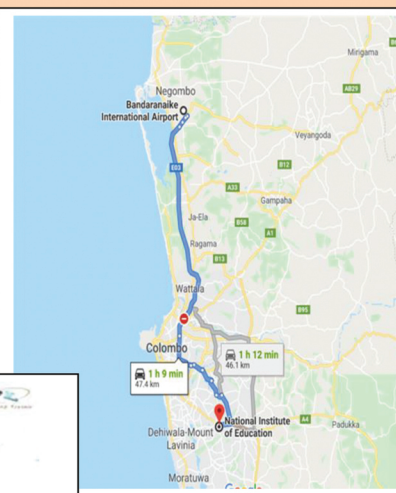 Mirigama
Negombo
Bandaranaike
International Airport
AB29
Veyangoda
E03
B12
A33
Gampaha
Ja-Ela
B58
A1
Ragama
B13
Wattala
B95
Colombo
1 h 12 min
46.1 km
1 h 9 min
47.4 km
National Institute
of Education
A4
Padukka
Dehiwala-Mount
Lavinia
Moratuwa